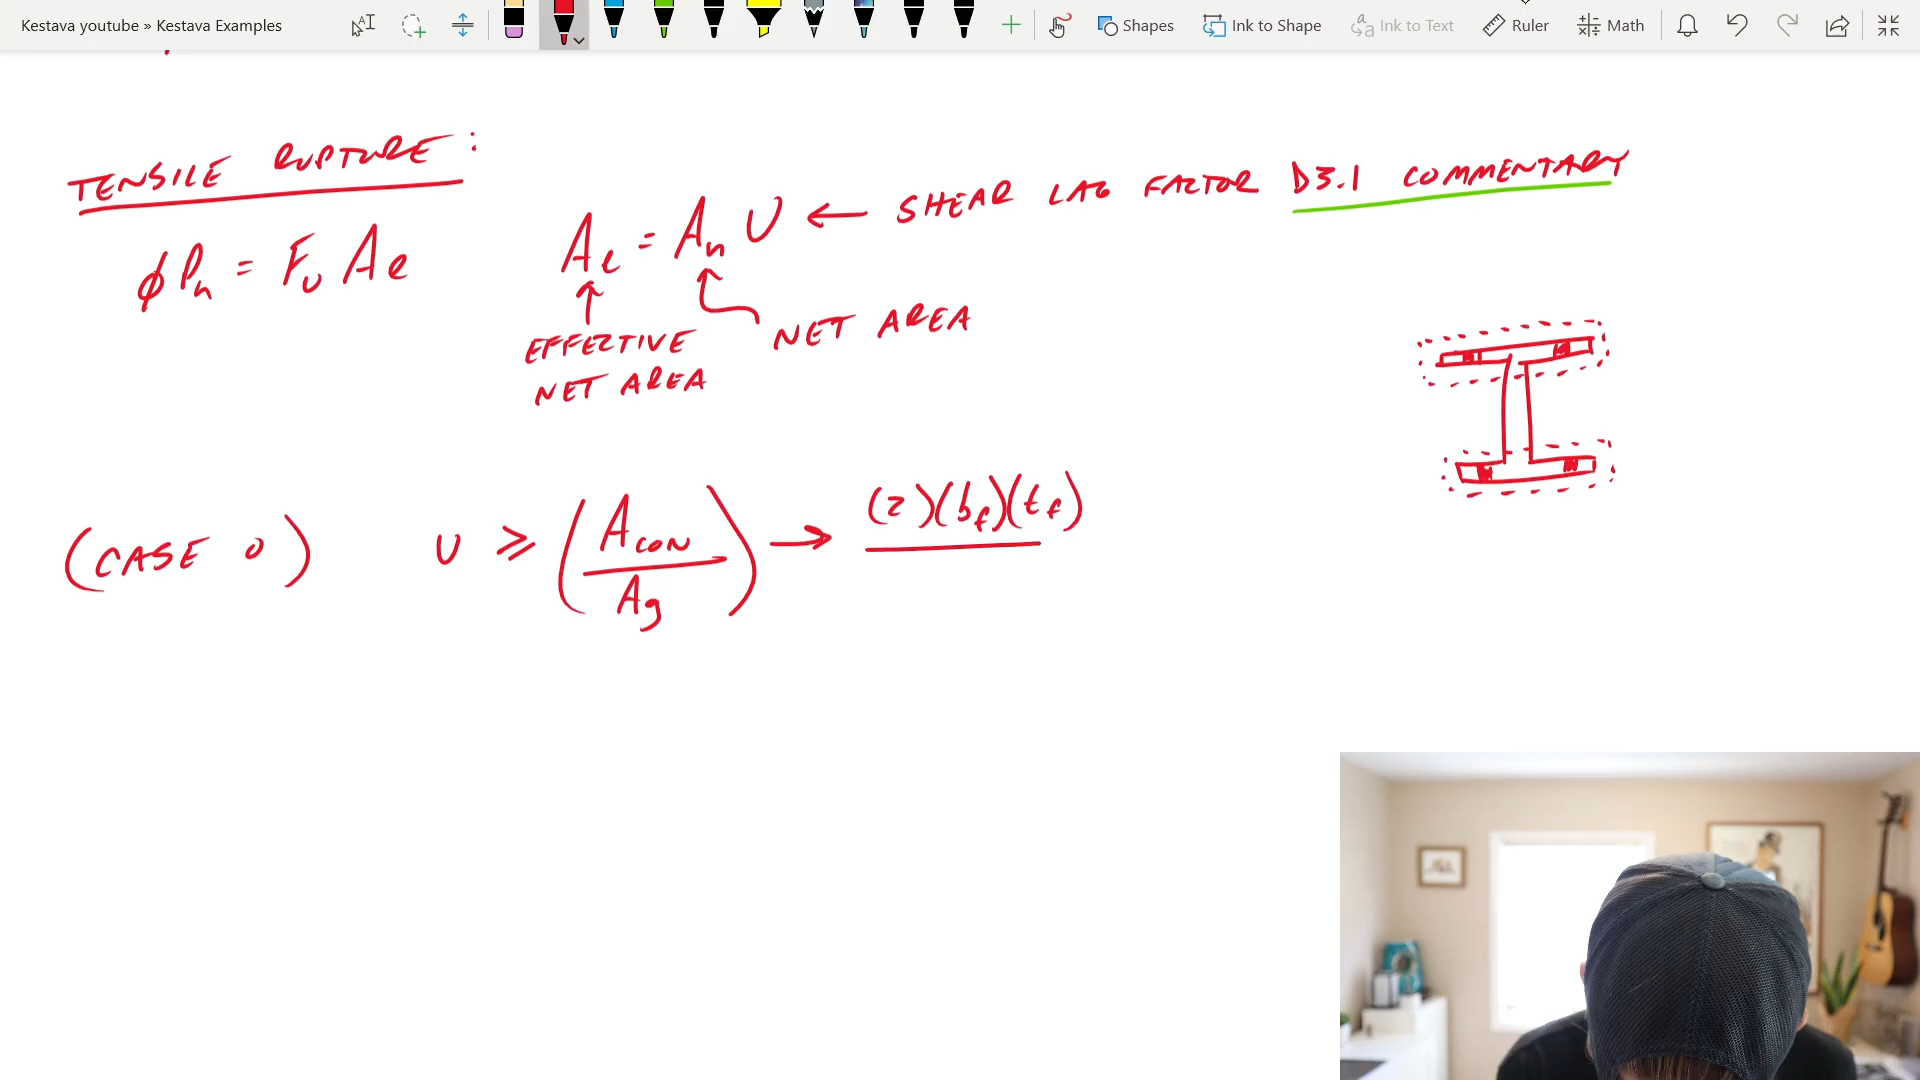 Kestava youtube » Kestava Examples
Shapes
Ink to Shape
Ink to Text
Ruler
Math
TENSILE RUPTURE:
ϕPn = Fu Ae
Ae = An U ← SHEAR LAG FACTOR D3.1 COMMENTARY
EFFECTIVE
NET AREA
NET AREA
(CASE 0) U ≥ (Acon / Ag) → (2)(bf)(tf)